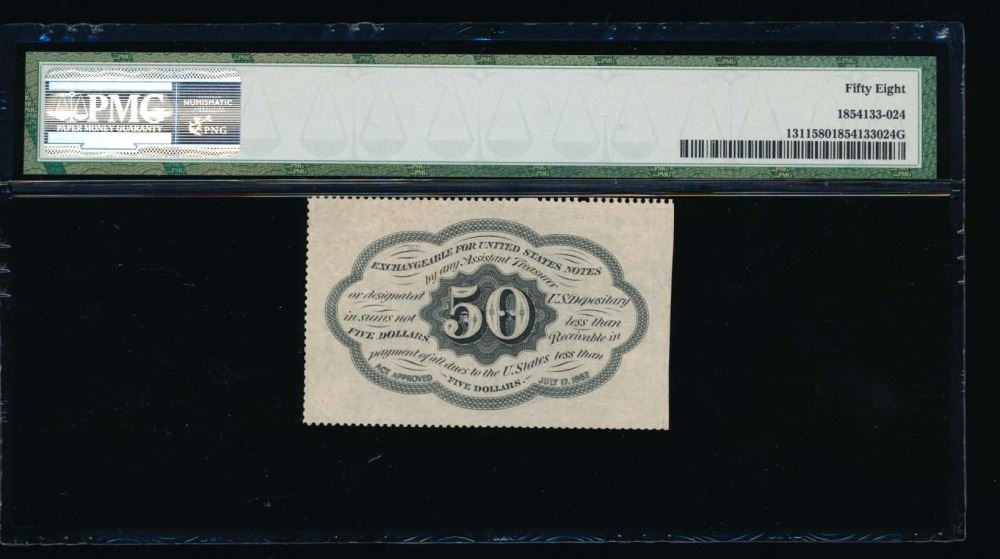 PMG
PAPER MONEY GUARANTY
NUMISMATIC
PNG
Fifty Eight
1854133-024
13115801854133024G
EXCHANGEABLE FOR UNITED STATES NOTES
by any Assistant Treasurer
or designated U.S. Depositary
in sums not less than
FIVE DOLLARS. Receivable in
payment of all dues to the U. States less than
FIVE DOLLARS.
50
ACT APPROVED JULY 17, 1862